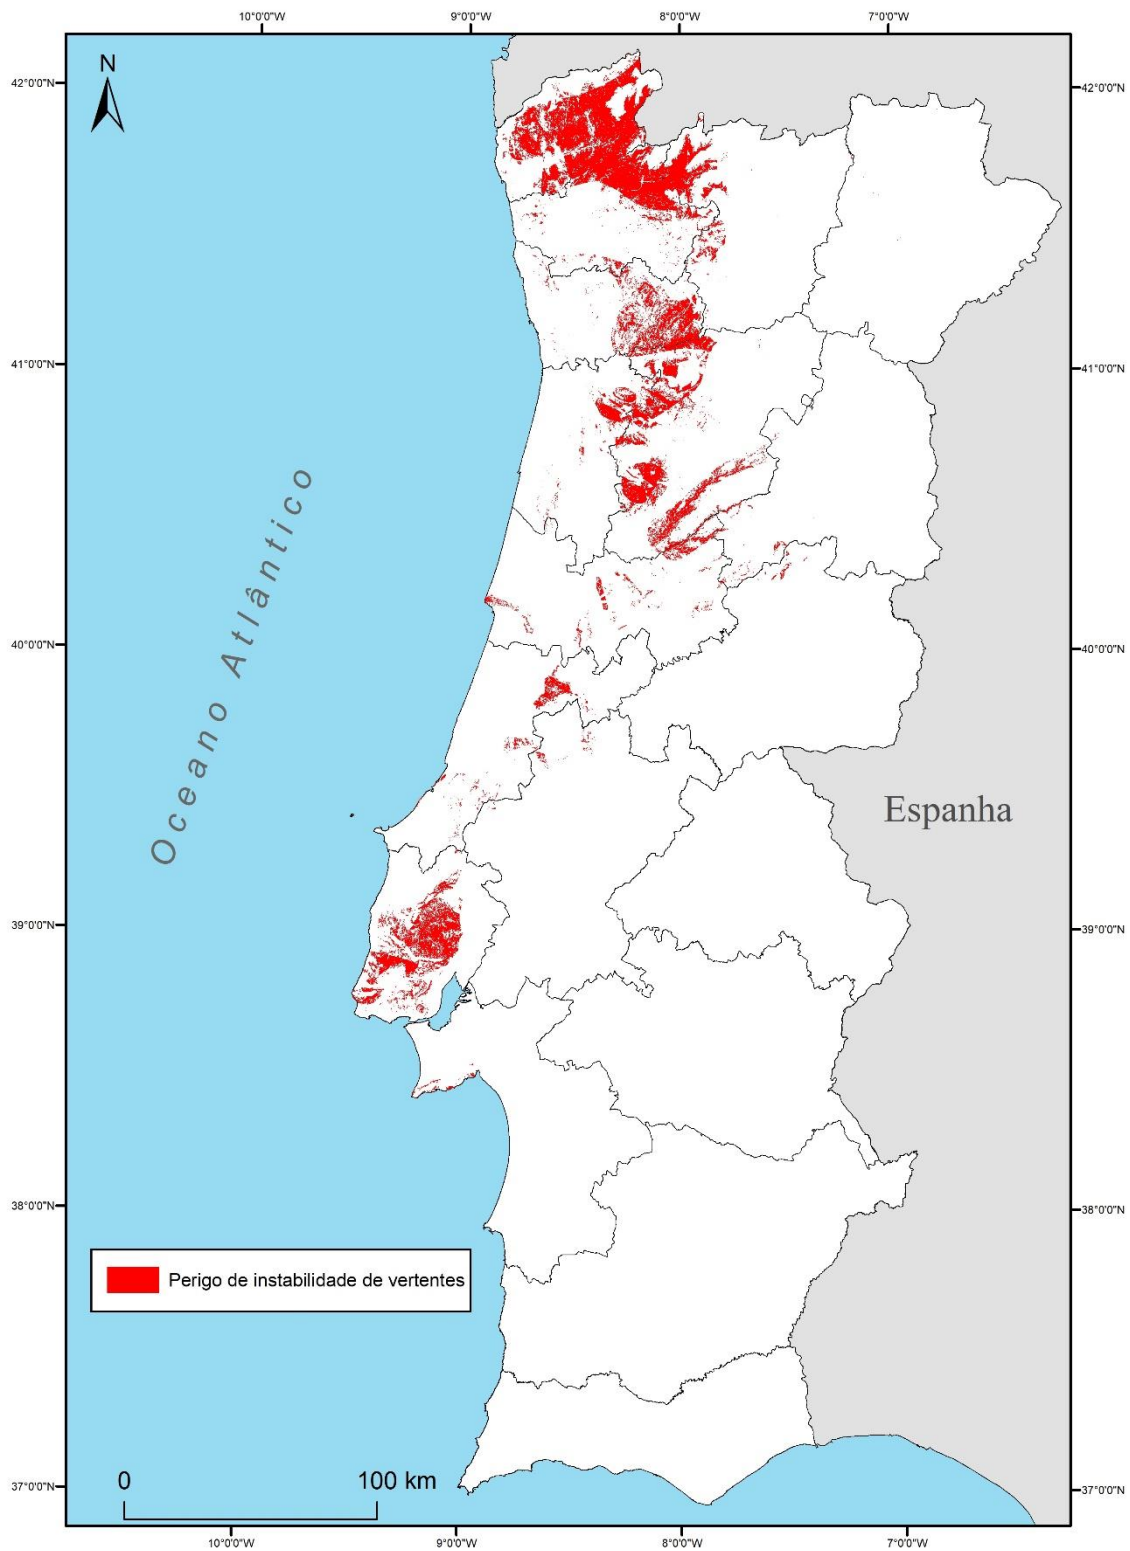 10°0'0"W 9°0'0"W 8°0'0"W 7°0'0"W
N
42°0'0"N 42°0'0"N
41°0'0"N 41°0'0"N
Oceano Atlântico
40°0'0"N 40°0'0"N
Espanha
39°0'0"N 39°0'0"N
38°0'0"N 38°0'0"N
Perigo de instabilidade de vertentes
0 100 km
37°0'0"N 37°0'0"N
10°0'0"W 9°0'0"W 8°0'0"W 7°0'0"W